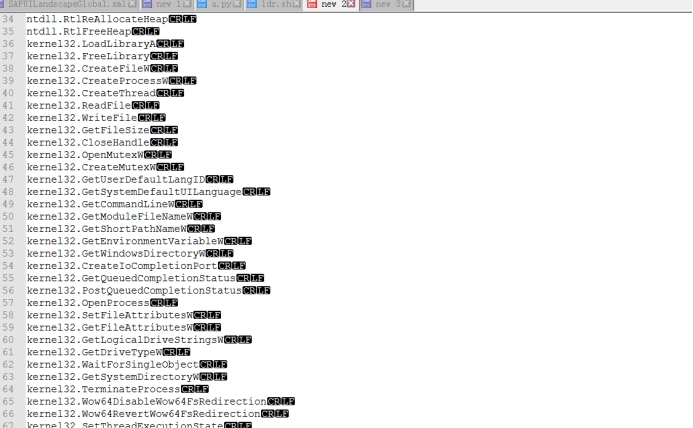 SAPUILandscapeGlobal.xml new 1 a.py ldr.sh new 2 new 3
34 ntdll.RtlReAllocateHeapCRLF
35 ntdll.RtlFreeHeapCRLF
36 kernel32.LoadLibraryACRLF
37 kernel32.FreeLibraryCRLF
38 kernel32.CreateFileWCRLF
39 kernel32.CreateProcessWCRLF
40 kernel32.CreateThreadCRLF
41 kernel32.ReadFileCRLF
42 kernel32.WriteFileCRLF
43 kernel32.GetFileSizeCRLF
44 kernel32.CloseHandleCRLF
45 kernel32.OpenMutexWCRLF
46 kernel32.CreateMutexWCRLF
47 kernel32.GetUserDefaultLangIDCRLF
48 kernel32.GetSystemDefaultUILanguageCRLF
49 kernel32.GetCommandLineWCRLF
50 kernel32.GetModuleFileNameWCRLF
51 kernel32.GetShortPathNameWCRLF
52 kernel32.GetEnvironmentVariableWCRLF
53 kernel32.GetWindowsDirectoryWCRLF
54 kernel32.CreateIoCompletionPortCRLF
55 kernel32.GetQueuedCompletionStatusCRLF
56 kernel32.PostQueuedCompletionStatusCRLF
57 kernel32.OpenProcessCRLF
58 kernel32.SetFileAttributesWCRLF
59 kernel32.GetFileAttributesWCRLF
60 kernel32.GetLogicalDriveStringsWCRLF
61 kernel32.GetDriveTypeWCRLF
62 kernel32.WaitForSingleObjectCRLF
63 kernel32.GetSystemDirectoryWCRLF
64 kernel32.TerminateProcessCRLF
65 kernel32.Wow64DisableWow64FsRedirectionCRLF
66 kernel32.Wow64RevertWow64FsRedirectionCRLF
67 kernel32.SetThreadExecutionStateCRLF